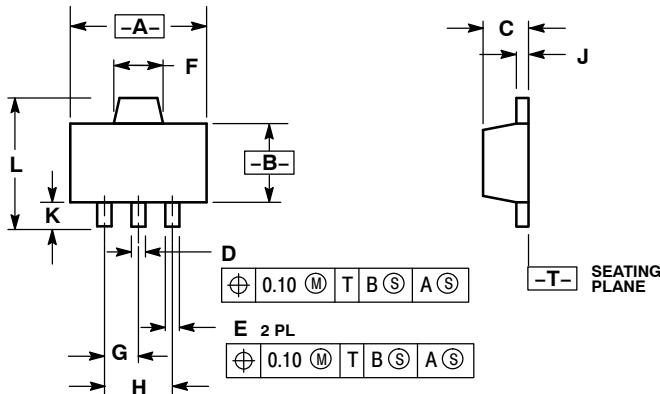 –A–
C
F
J
L
–B–
K
D
⌖ 0.10 Ⓜ T B Ⓢ A Ⓢ
–T– SEATING
PLANE
E 2 PL
⌖ 0.10 Ⓜ T B Ⓢ A Ⓢ
G
H